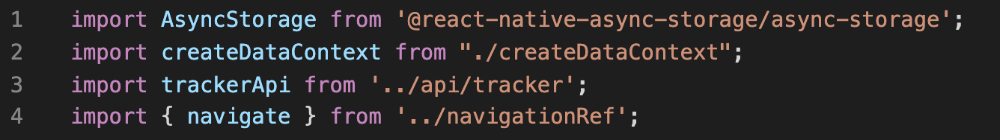 1 import AsyncStorage from '@react-native-async-storage/async-storage';
2 import createDataContext from "./createDataContext";
3 import trackerApi from '../api/tracker';
4 import { navigate } from '../navigationRef';